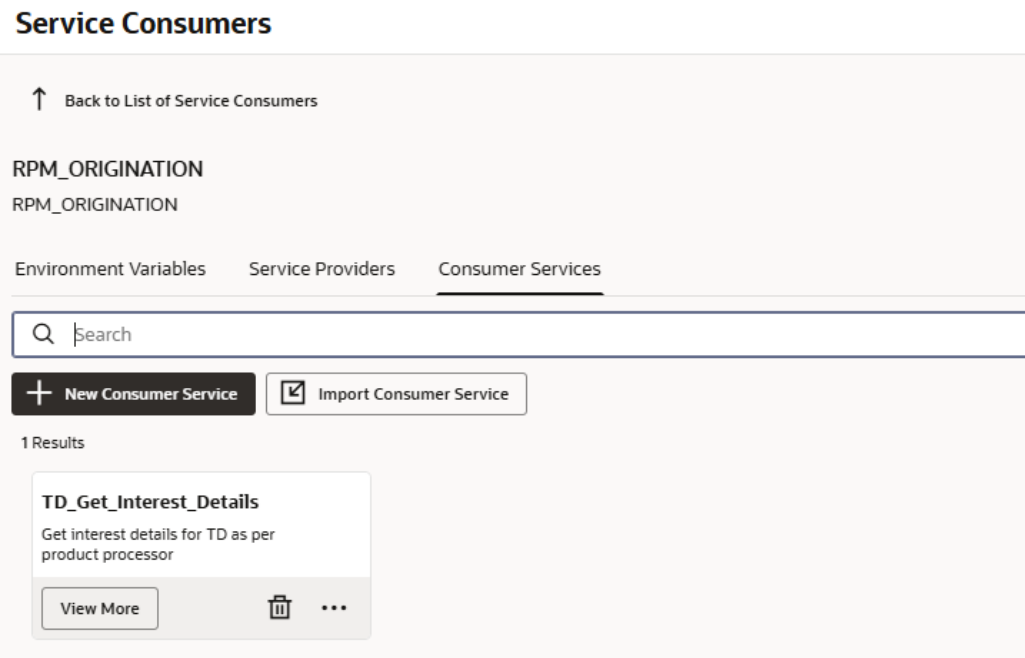 Service Consumers
Back to List of Service Consumers
RPM_ORIGINATION
RPM_ORIGINATION
Environment Variables Service Providers Consumer Services
Search
New Consumer Service Import Consumer Service
1 Results
TD_Get_Interest_Details
Get interest details for TD as per
product processor
View More